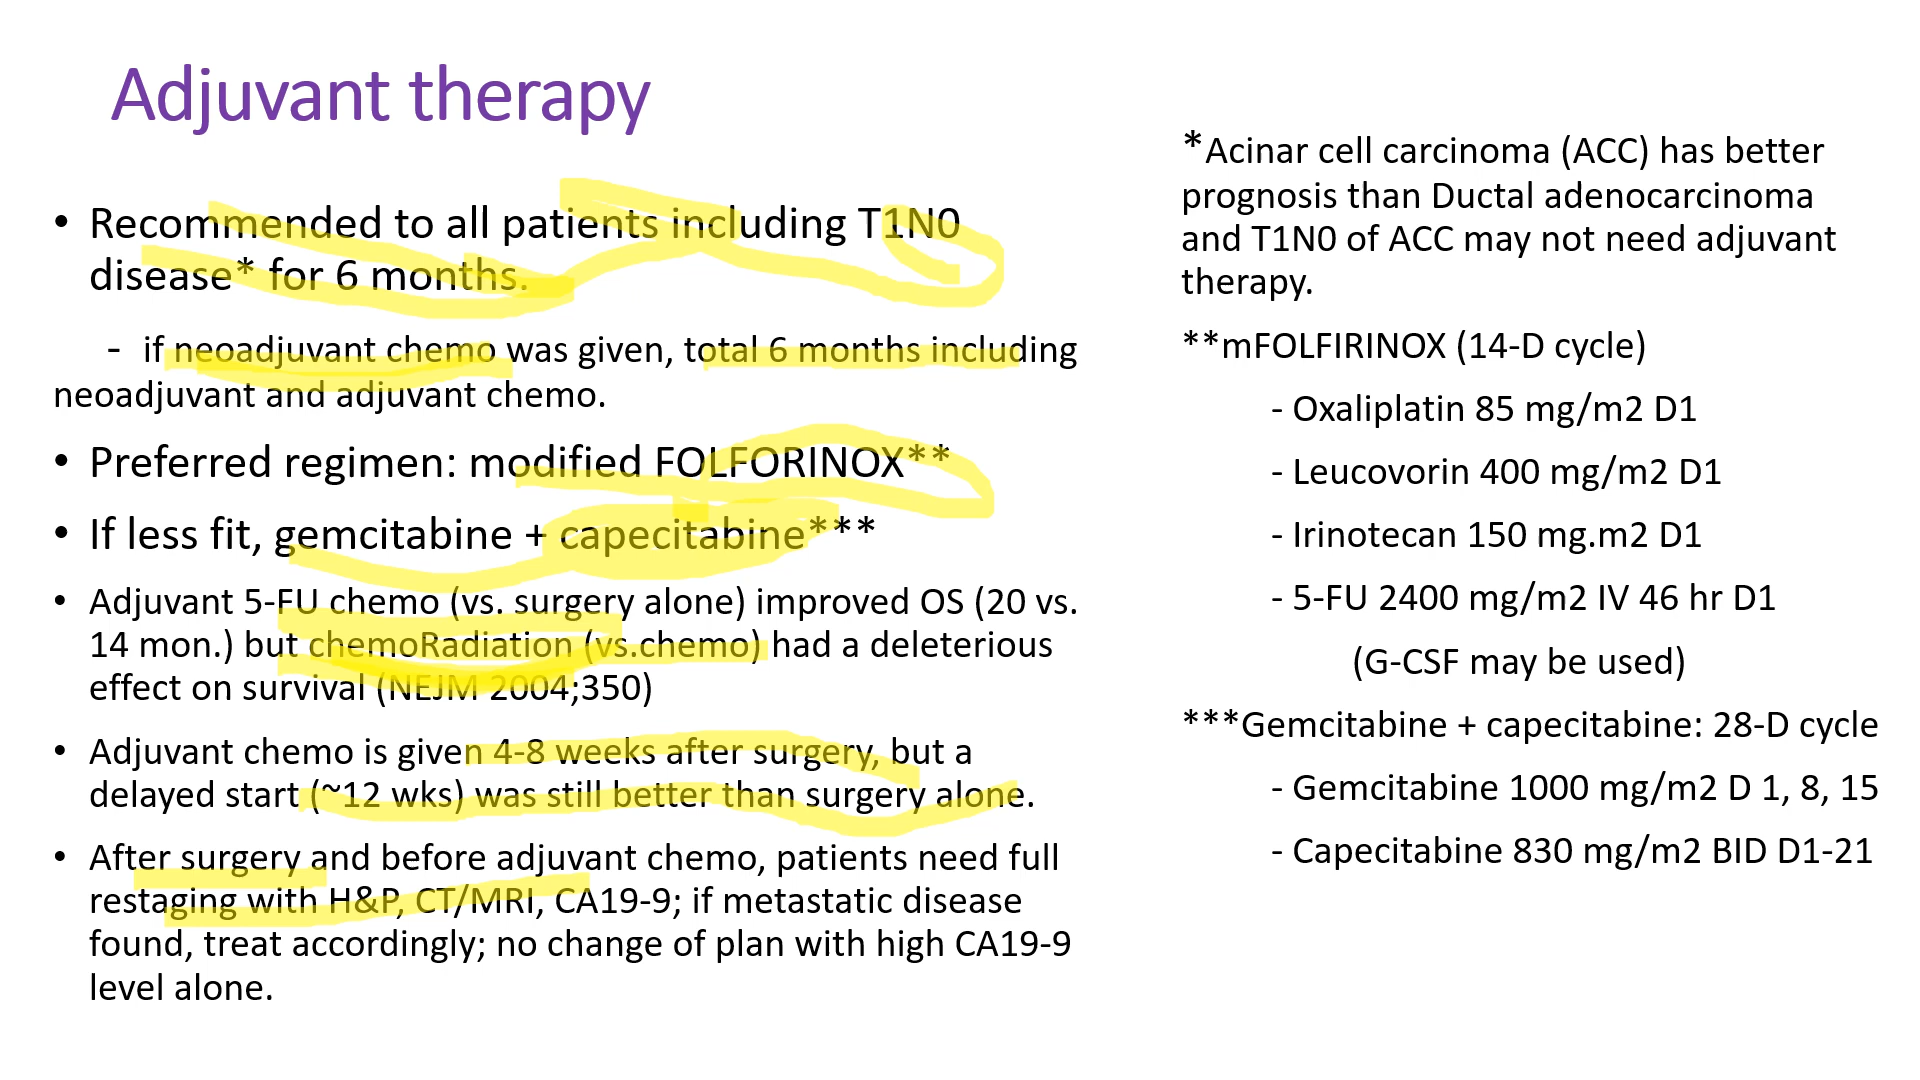 Adjuvant therapy
• Recommended to all patients including T1N0
disease* for 6 months.
- if neoadjuvant chemo was given, total 6 months including
neoadjuvant and adjuvant chemo.
• Preferred regimen: modified FOLFORINOX**
• If less fit, gemcitabine + capecitabine***
• Adjuvant 5-FU chemo (vs. surgery alone) improved OS (20 vs.
14 mon.) but chemoRadiation (vs.chemo) had a deleterious
effect on survival (NEJM 2004;350)
• Adjuvant chemo is given 4-8 weeks after surgery, but a
delayed start (~12 wks) was still better than surgery alone.
• After surgery and before adjuvant chemo, patients need full
restaging with H&P, CT/MRI, CA19-9; if metastatic disease
found, treat accordingly; no change of plan with high CA19-9
level alone.
*Acinar cell carcinoma (ACC) has better
prognosis than Ductal adenocarcinoma
and T1N0 of ACC may not need adjuvant
therapy.
**mFOLFIRINOX (14-D cycle)
- Oxaliplatin 85 mg/m2 D1
- Leucovorin 400 mg/m2 D1
- Irinotecan 150 mg.m2 D1
- 5-FU 2400 mg/m2 IV 46 hr D1
(G-CSF may be used)
***Gemcitabine + capecitabine: 28-D cycle
- Gemcitabine 1000 mg/m2 D 1, 8, 15
- Capecitabine 830 mg/m2 BID D1-21